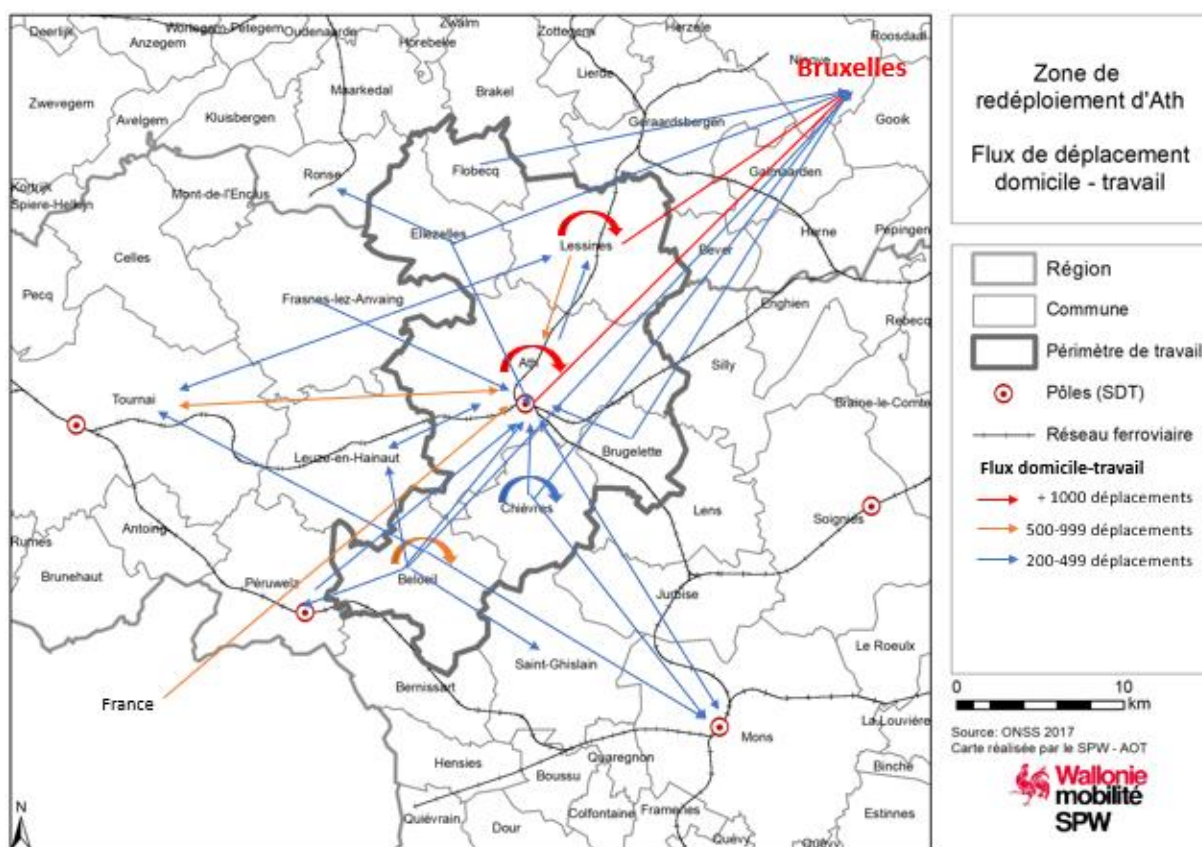 Deerlijk
Anzegem
Wortegem-Petegem
Oudenaarde
Zwalm
Horebeke
Zottegem
Herzele
Roosdaal
Ninove
Bruxelles
Lierde
Zwevegem
Maarkedal
Brakel
Avelgem
Kluisbergen
Geraardsbergen
Gooik
Flobecq
Ronse
Galmaarden
Kortrijk
Spiere-Helkijn
Mont-de-l'Enclus
Ellezelles
Lessines
Herne
Pepingen
Bever
Celles
Pecq
Frasnes-lez-Anvaing
Enghien
Rebecq
Ath
Silly
Tournai
Braine-le-Comte
Leuze-en-Hainaut
Brugelette
Chièvres
Lens
Soignies
Antoing
Rumes
Brunehaut
Péruwelz
Beloeil
Jurbise
Saint-Ghislain
Le Roeulx
Bernissart
France
La Louvière
Mons
Quaregnon
Hensies
Boussu
Binche
Colfontaine
Frameries
Estinnes
Quiévrain
Dour
Quévy
Quévy
N
Zone de
redéploiement d'Ath
Flux de déplacement
domicile - travail
Région
Commune
Périmètre de travail
Pôles (SDT)
Réseau ferroviaire
Flux domicile-travail
+ 1000 déplacements
500-999 déplacements
200-499 déplacements
0 10
km
Source: ONSS 2017
Carte réalisée par le SPW - AOT
Wallonie
mobilité
SPW